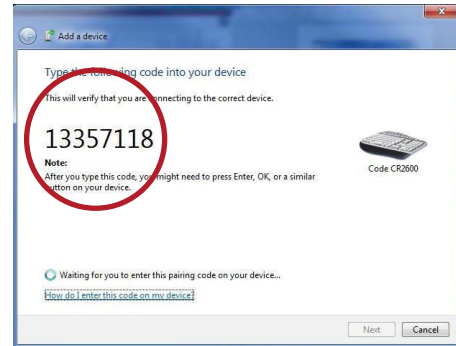 Add a device
Type the following code into your device
This will verify that you are connecting to the correct device.
13357118
Note:
After you type this code, you might need to press Enter, OK, or a similar
button on your device.
Code CR2600
Waiting for you to enter this pairing code on your device...
How do I enter this code on my device?
Next Cancel